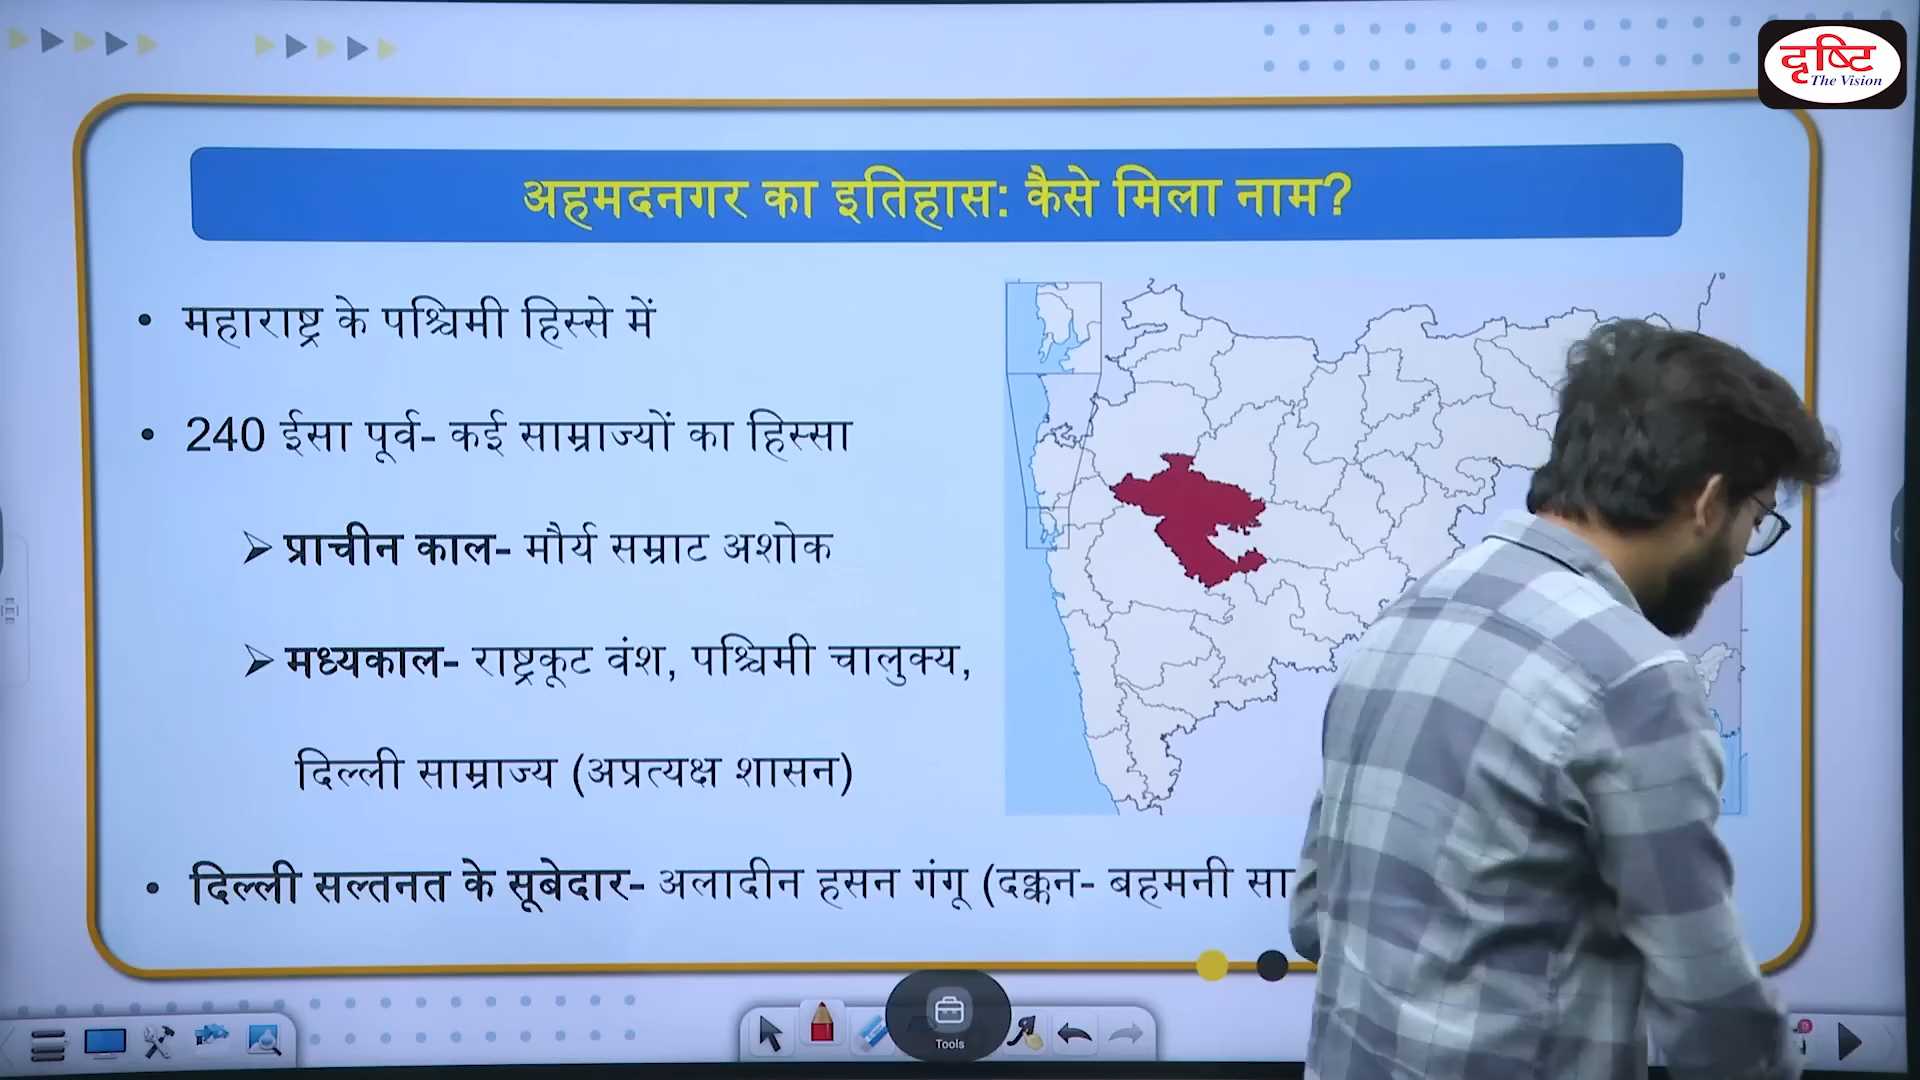 दृष्टि
The Vision
अहमदनगर का इतिहास: कैसे मिला नाम?
• महाराष्ट्र के पश्चिमी हिस्से में
• 240 ईसा पूर्व- कई साम्राज्यों का हिस्सा
➢ प्राचीन काल- मौर्य सम्राट अशोक
➢ मध्यकाल- राष्ट्रकूट वंश, पश्चिमी चालुक्य,
दिल्ली साम्राज्य (अप्रत्यक्ष शासन)
• दिल्ली सल्तनत के सूबेदार- अलादीन हसन गंगू (दक्कन- बहमनी सा
Tools